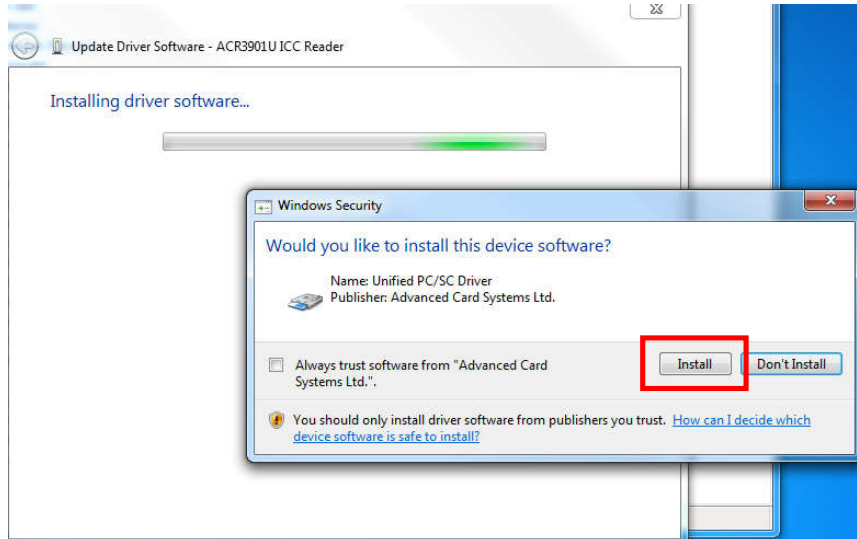 Update Driver Software - ACR3901U ICC Reader
Installing driver software...
Windows Security
Would you like to install this device software?
Name: Unified PC/SC Driver
Publisher: Advanced Card Systems Ltd.
Always trust software from "Advanced Card
Systems Ltd.".
Install
Don't Install
You should only install driver software from publishers you trust. How can I decide which
device software is safe to install?